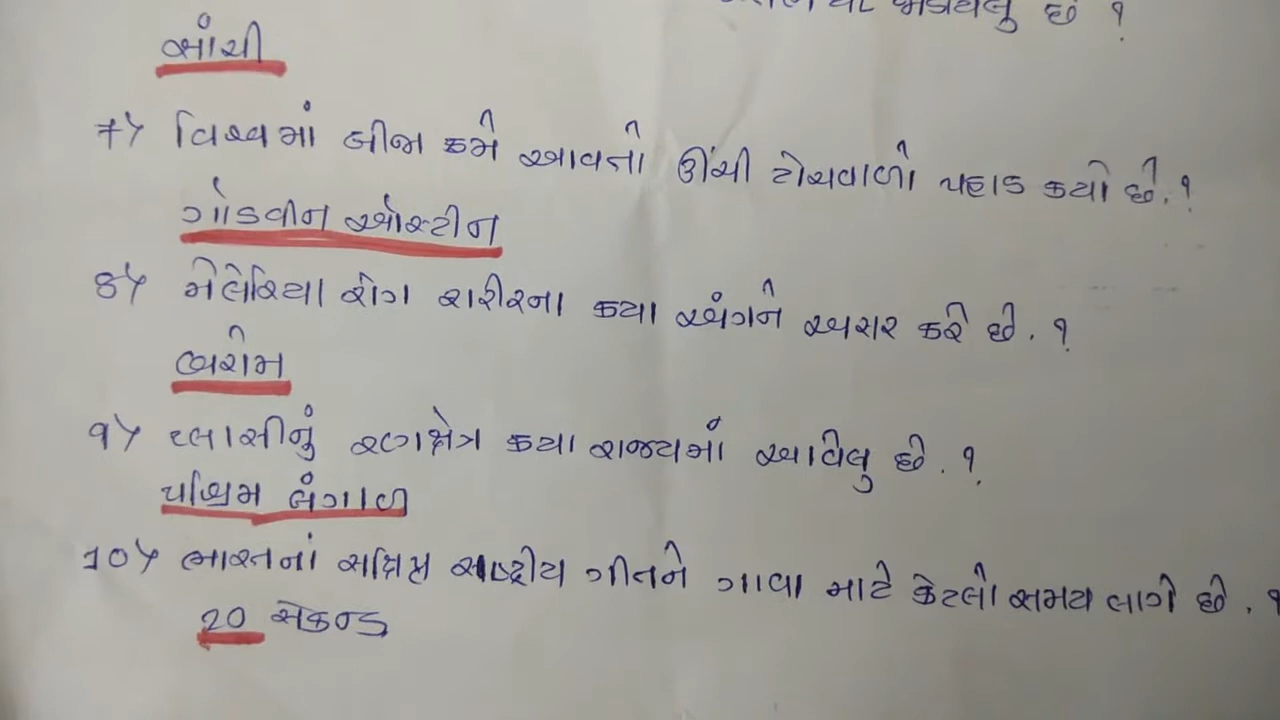 છે ?
સાંચી
7) વિશ્વમાં બીજા ક્રમે આવતો ઊંચી ટોચવાળો પહાડ ક્યો છે. ?
ગોડવીન ઓસ્ટીન
8) મેલેરિયા રોગ શરીરના કયા અંગને અસર કરે છે. ?
બરોળ
9) પ્લાસીનું રણક્ષેત્ર કયા રાજ્યમાં આવેલુ છે. ?
પશ્ચિમ બંગાળ
10) ભારતનાં સંક્ષિપ્ત રાષ્ટ્રીય ગીતને ગાવા માટે કેટલો સમય લાગે છે. ?
20 સેકન્ડ